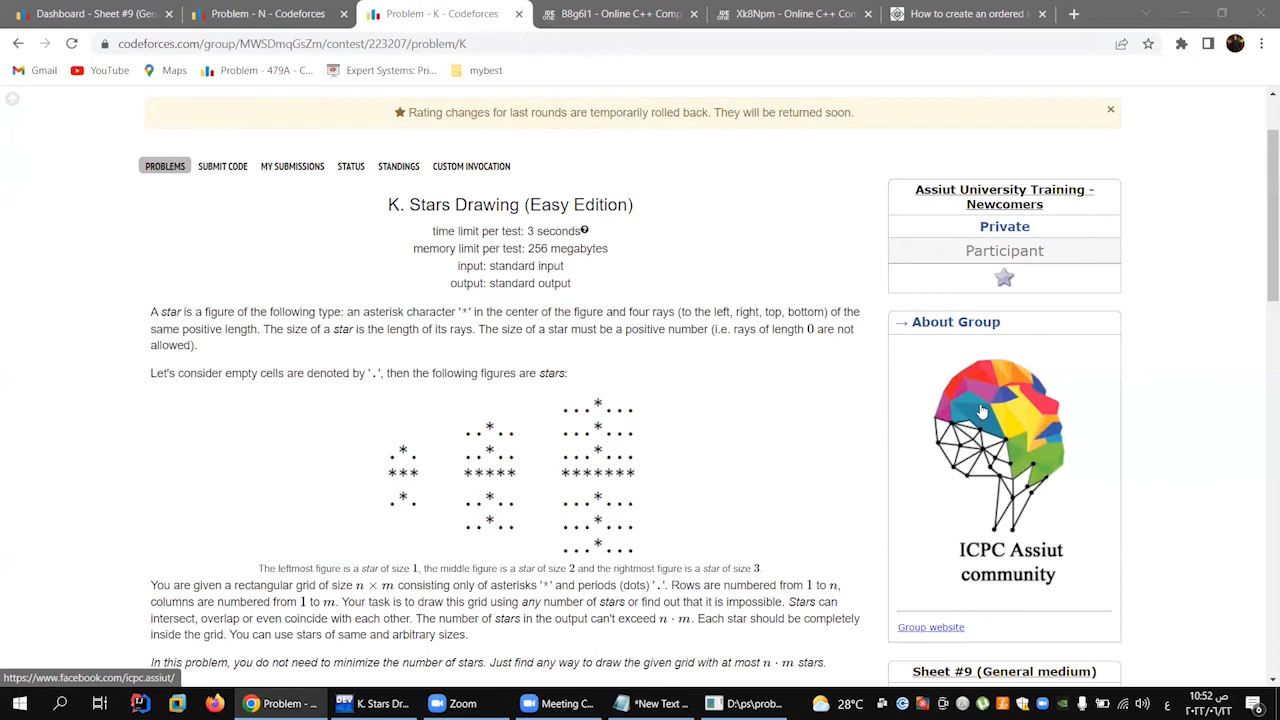 Dashboard - Sheet #9 (Gener
Problem - N - Codeforces
Problem - K - Codeforces
B8g6I1 - Online C++ Comp
Xk8Npm - Online C++ Com
How to create an ordered l
codeforces.com/group/MWSDmqGsZm/contest/223207/problem/K
Gmail
YouTube
Maps
Problem - 479A - C...
Expert Systems: Pri...
mybest
Rating changes for last rounds are temporarily rolled back. They will be returned soon.
PROBLEMS SUBMIT CODE MY SUBMISSIONS STATUS STANDINGS CUSTOM INVOCATION
K. Stars Drawing (Easy Edition)
time limit per test: 3 seconds
memory limit per test: 256 megabytes
input: standard input
output: standard output
A star is a figure of the following type: an asterisk character '*' in the center of the figure and four rays (to the left, right, top, bottom) of the
same positive length. The size of a star is the length of its rays. The size of a star must be a positive number (i.e. rays of length 0 are not
allowed).
Let's consider empty cells are denoted by '.', then the following figures are stars:
...*...
..*.. ...*...
.*. ..*.. ...*...
*** ***** *******
.*. ..*.. ...*...
..*.. ...*...
...*...
The leftmost figure is a star of size 1, the middle figure is a star of size 2 and the rightmost figure is a star of size 3.
You are given a rectangular grid of size n × m consisting only of asterisks '*' and periods (dots) '.'. Rows are numbered from 1 to n,
columns are numbered from 1 to m. Your task is to draw this grid using any number of stars or find out that it is impossible. Stars can
intersect, overlap or even coincide with each other. The number of stars in the output can't exceed n · m. Each star should be completely
inside the grid. You can use stars of same and arbitrary sizes.
In this problem, you do not need to minimize the number of stars. Just find any way to draw the given grid with at most n · m stars.
Assiut University Training -
Newcomers
Private
Participant
→ About Group
ICPC Assiut
community
Group website
Sheet #9 (General medium)
https://www.facebook.com/icpc.assiut/
Problem - ...
K. Stars Dr...
Zoom
Meeting C...
*New Text ...
D:\ps\prob...
28°C
10:52 ص